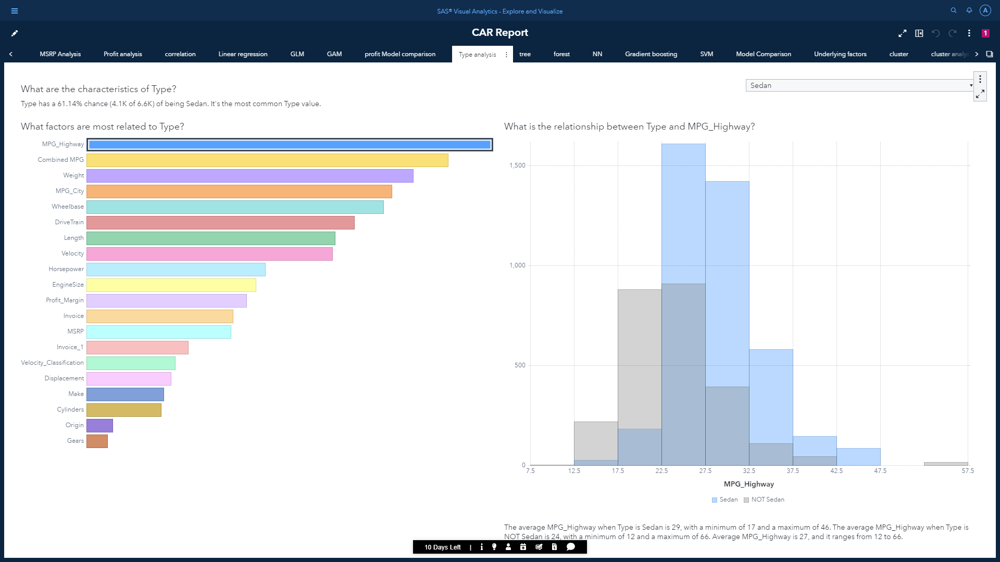 SAS® Visual Analytics - Explore and Visualize
A
CAR Report
1
MSRP Analysis
Profit analysis
correlation
Linear regression
GLM
GAM
profit Model comparison
Type analysis
tree
forest
NN
Gradient boosting
SVM
Model Comparison
Underlying factors
cluster
cluster analy
What are the characteristics of Type?
Sedan
Type has a 61.14% chance (4.1K of 6.6K) of being Sedan. It's the most common Type value.
What factors are most related to Type?
MPG_Highway
Combined MPG
Weight
MPG_City
Wheelbase
DriveTrain
Length
Velocity
Horsepower
EngineSize
Profit_Margin
Invoice
MSRP
Invoice_1
Velocity_Classification
Displacement
Make
Cylinders
Origin
Gears
What is the relationship between Type and MPG_Highway?
1,500
1,000
500
0
7.5 12.5 17.5 22.5 27.5 32.5 37.5 42.5 47.5 57.5
MPG_Highway
Sedan NOT Sedan
The average MPG_Highway when Type is Sedan is 29, with a minimum of 17 and a maximum of 46. The average MPG_Highway when Type is
NOT Sedan is 24, with a minimum of 12 and a maximum of 66. Average MPG_Highway is 27, and it ranges from 12 to 66.
10 Days Left |